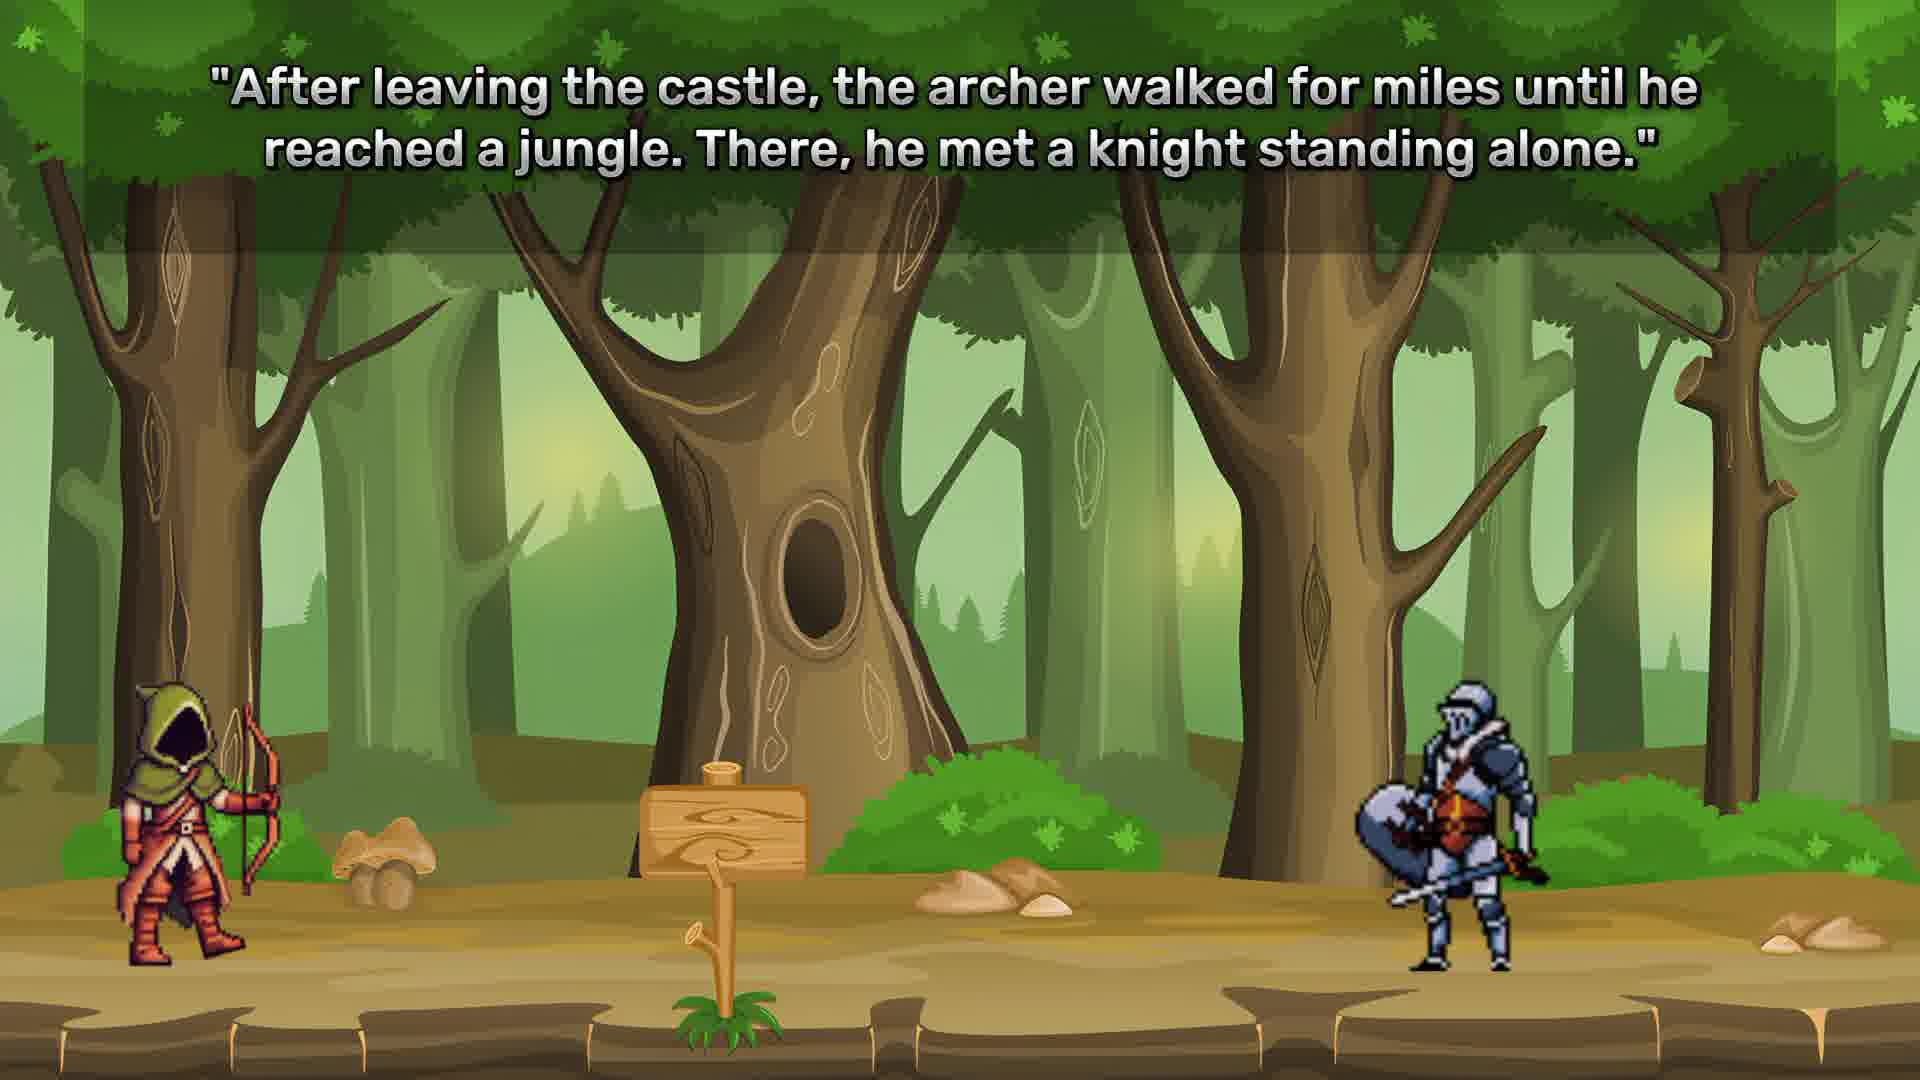 "After leaving the castle, the archer walked for miles until he
reached a jungle. There, he met a knight standing alone."